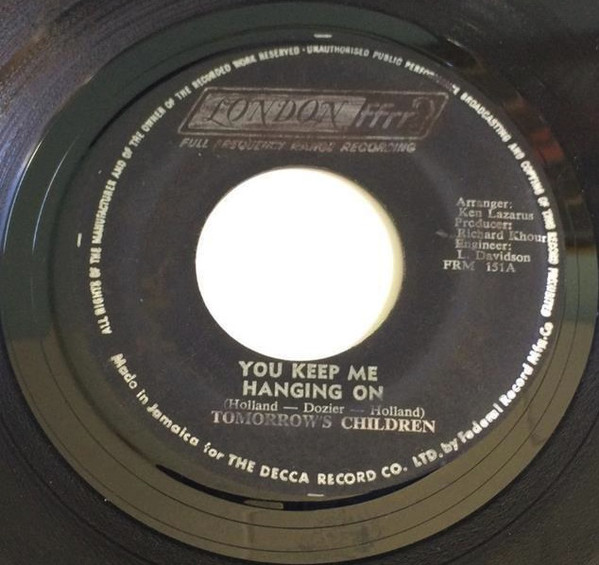 ALL RIGHTS OF THE MANUFACTURER AND OF THE OWNER OF THE RECORDED WORK RESERVED - UNAUTHORISED PUBLIC BROADCASTING AND COPYING OF THIS RECORD PROHIBITED
LONDON ffrr
FULL FREQUENCY RANGE RECORDING
Arranger:
Ken Lazarus
Producer:
Richard Khour
Engineer:
L. Davidson
FRM 151A
YOU KEEP ME
HANGING ON
(Holland — Dozier — Holland)
TOMORROW'S CHILDREN
Made in Jamaica for THE DECCA RECORD CO. LTD. by Federal Record Mfg. Co